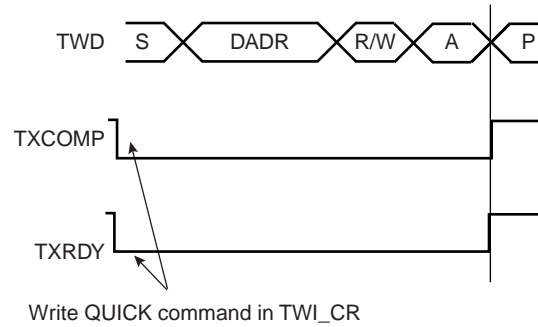 TWD S DADR R/W A P
TXCOMP
TXRDY
Write QUICK command in TWI_CR